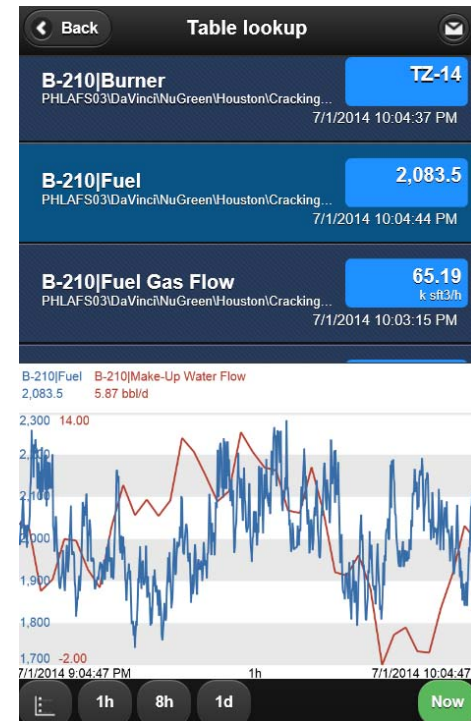 Back
Table lookup
B-210|Burner
TZ-14
PHLAFS03\DaVinci\NuGreen\Houston\Cracking...
7/1/2014 10:04:37 PM
B-210|Fuel
2,083.5
PHLAFS03\DaVinci\NuGreen\Houston\Cracking...
7/1/2014 10:04:44 PM
B-210|Fuel Gas Flow
65.19
k sft3/h
PHLAFS03\DaVinci\NuGreen\Houston\Cracking...
7/1/2014 10:03:15 PM
B-210|Fuel B-210|Make-Up Water Flow
2,083.5 5.87 bbl/d
2,300 14.00
2,200
2,100
2,000
1,900
1,800
1,700 -2.00
7/1/2014 9:04:47 PM 1h 7/1/2014 10:04:47
1h 8h 1d Now